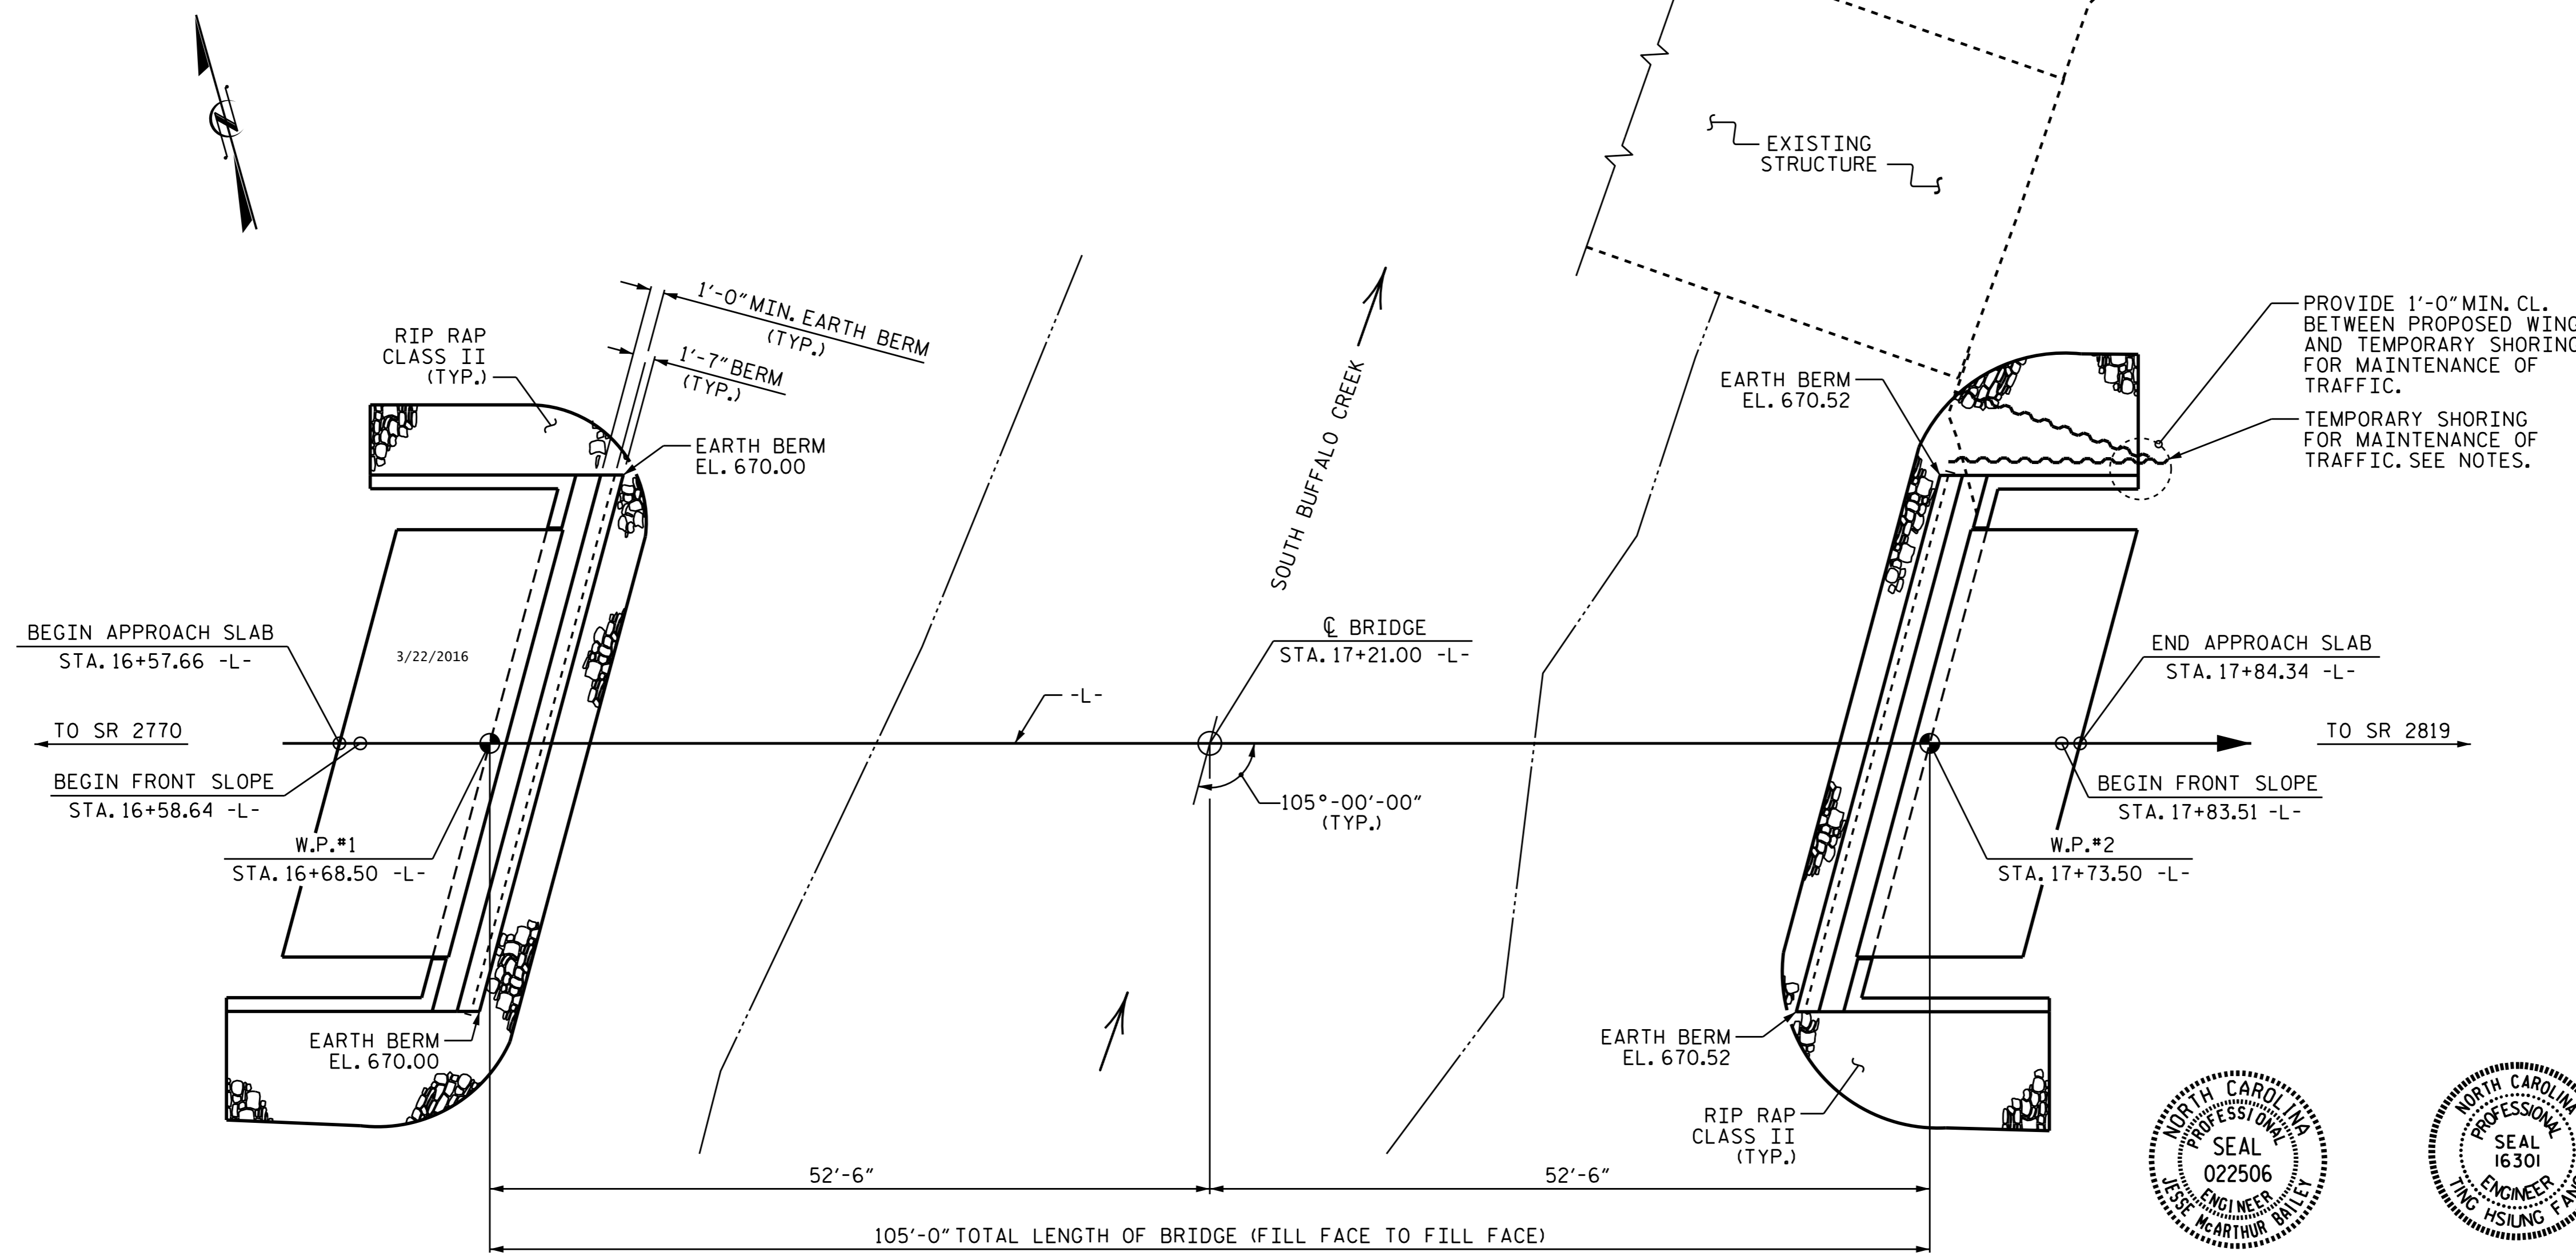 EXISTING
STRUCTURE
1'-0" MIN. EARTH BERM
(TYP.)
1'-7" BERM
(TYP.)
RIP RAP
CLASS II
(TYP.)
EARTH BERM
EL. 670.00
SOUTH BUFFALO CREEK
EARTH BERM
EL. 670.52
PROVIDE 1'-0" MIN. CL.
BETWEEN PROPOSED WING
AND TEMPORARY SHORING
FOR MAINTENANCE OF
TRAFFIC.
TEMPORARY SHORING
FOR MAINTENANCE OF
TRAFFIC. SEE NOTES.
BEGIN APPROACH SLAB
STA. 16+57.66 -L-
3/22/2016
℄ BRIDGE
STA. 17+21.00 -L-
END APPROACH SLAB
STA. 17+84.34 -L-
-L-
TO SR 2770
TO SR 2819
BEGIN FRONT SLOPE
STA. 16+58.64 -L-
BEGIN FRONT SLOPE
STA. 17+83.51 -L-
105°-00'-00"
(TYP.)
W.P.#1
STA. 16+68.50 -L-
W.P.#2
STA. 17+73.50 -L-
EARTH BERM
EL. 670.00
EARTH BERM
EL. 670.52
RIP RAP
CLASS II
(TYP.)
52'-6"
52'-6"
105'-0" TOTAL LENGTH OF BRIDGE (FILL FACE TO FILL FACE)
NORTH CAROLINA
PROFESSIONAL
SEAL
022506
ENGINEER
JESSE McARTHUR BAILEY
NORTH CAROLINA
PROFESSIONAL
SEAL
16301
ENGINEER
TING HSIUNG FANG